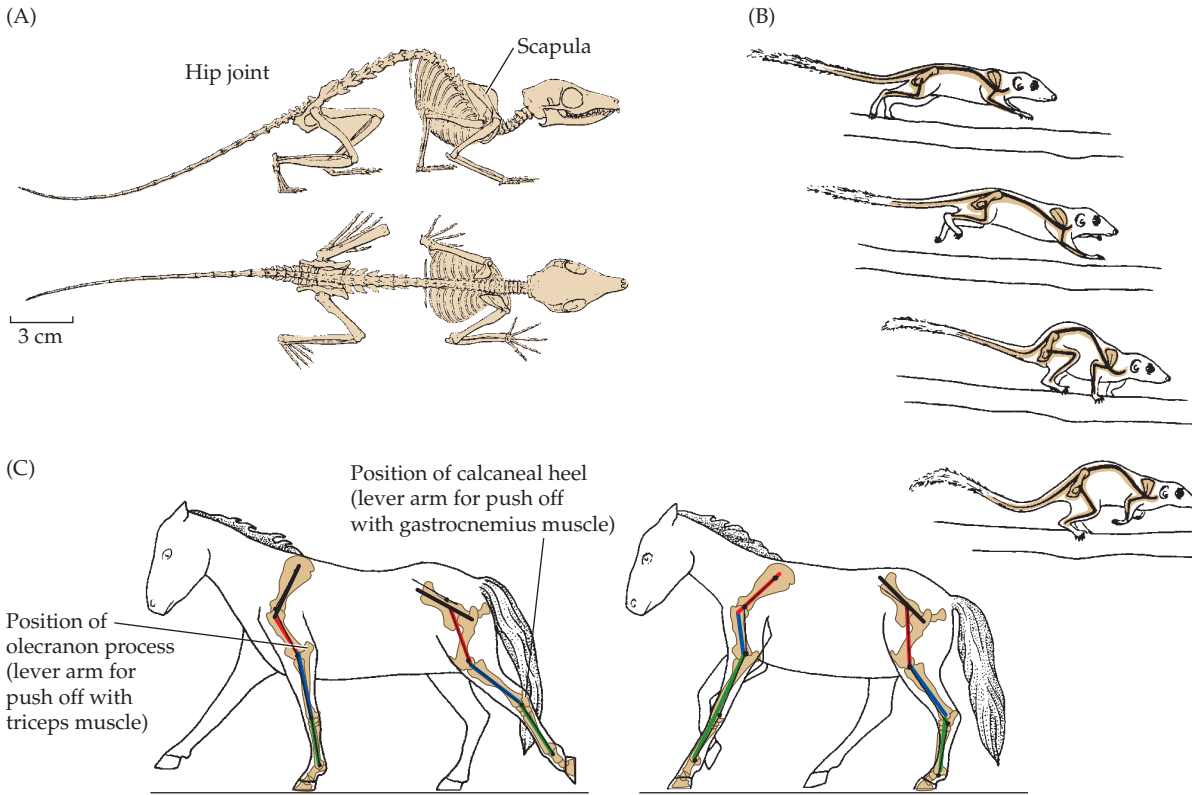 (A)
Hip joint
Scapula
3 cm
(B)
(C)
Position of calcaneal heel
(lever arm for push off
with gastrocnemius muscle)
Position of
olecranon process
(lever arm for
push off with
triceps muscle)